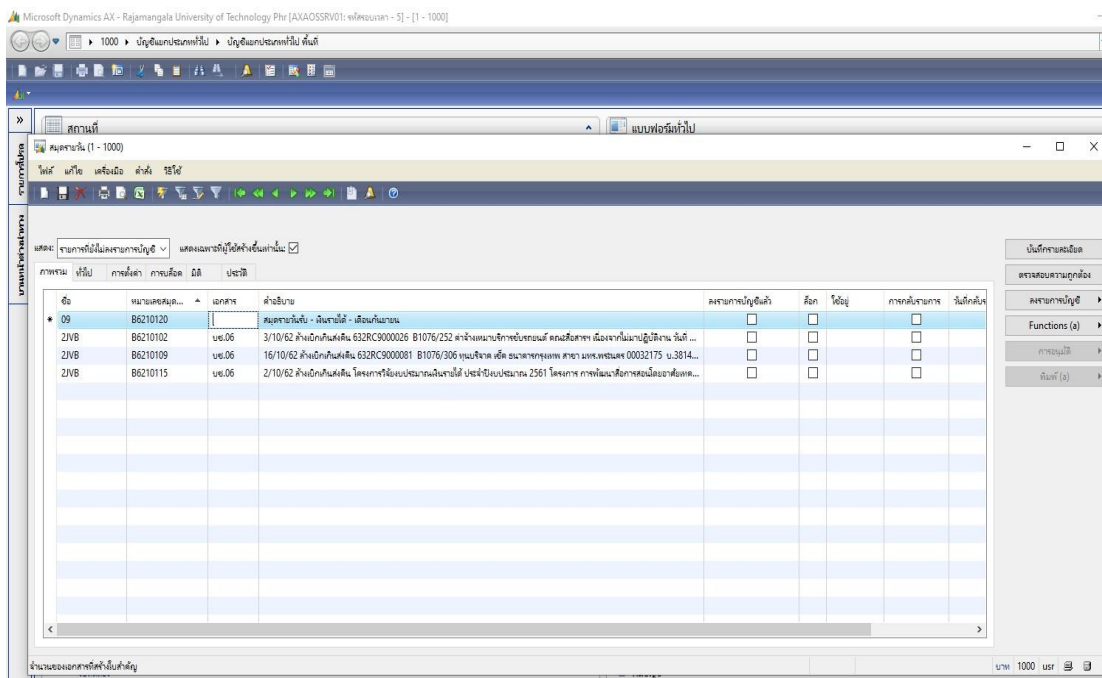 Microsoft Dynamics AX - Rajamangala University of Technology Phr [AXAOSSRV01: รหัสรอบเวลา - 5] - [1 - 1000]
1000 บัญชีแยกประเภททั่วไป บัญชีแยกประเภททั่วไป พื้นที่
สถานที่ แบบฟอร์มทั่วไป
สมุดรายวัน (1 - 1000)
ไฟล์ แก้ไข เครื่องมือ คำสั่ง วิธีใช้
แสดง: รายการที่ยังไม่ลงรายการบัญชี แสดงเฉพาะที่ผู้ใช้สร้างขึ้นเท่านั้น:
บันทึกรายละเอียด
ภาพรวม ทั่วไป การตั้งค่า การบล็อค มิติ ประวัติ
ตรวจสอบความถูกต้อง
ชื่อ หมายเลขสมุด... เอกสาร คำอธิบาย ลงรายการบัญชีแล้ว ล็อก ใช้อยู่ การกลับรายการ วันที่กลับร
ลงรายการบัญชี
09 B6210120 สมุดรายวันรับ - เงินรายได้ - เดือนกันยายน
Functions (a)
2JVB B6210102 บช.06 3/10/62 ล้างเบิกเกินส่งคืน 632RC9000026 B1076/252 ค่าจ้างเหมาบริการขับรถยนต์ คณะสื่อสารฯ เนื่องจากไม่มาปฏิบัติงาน วันที่ ...
2JVB B6210109 บช.06 16/10/62 ล้างเบิกเกินส่งคืน 632RC9000081 B1076/306 ทุนบริจาค เช็ค ธนาคารกรุงเทพ สาขา มทร.พระนคร 00032175 บ.3814...
การอนุมัติ
2JVB B6210115 บช.06 2/10/62 ล้างเบิกเกินส่งคืน โครงการวิจัยงบประมาณเงินรายได้ ประจำปีงบประมาณ 2561 โครงการ การพัฒนาสื่อการสอนโดยอาศัยเทค...
พิมพ์ (a)
จำนวนของเอกสารที่สร้างใบสำคัญ
บาท 1000 usr